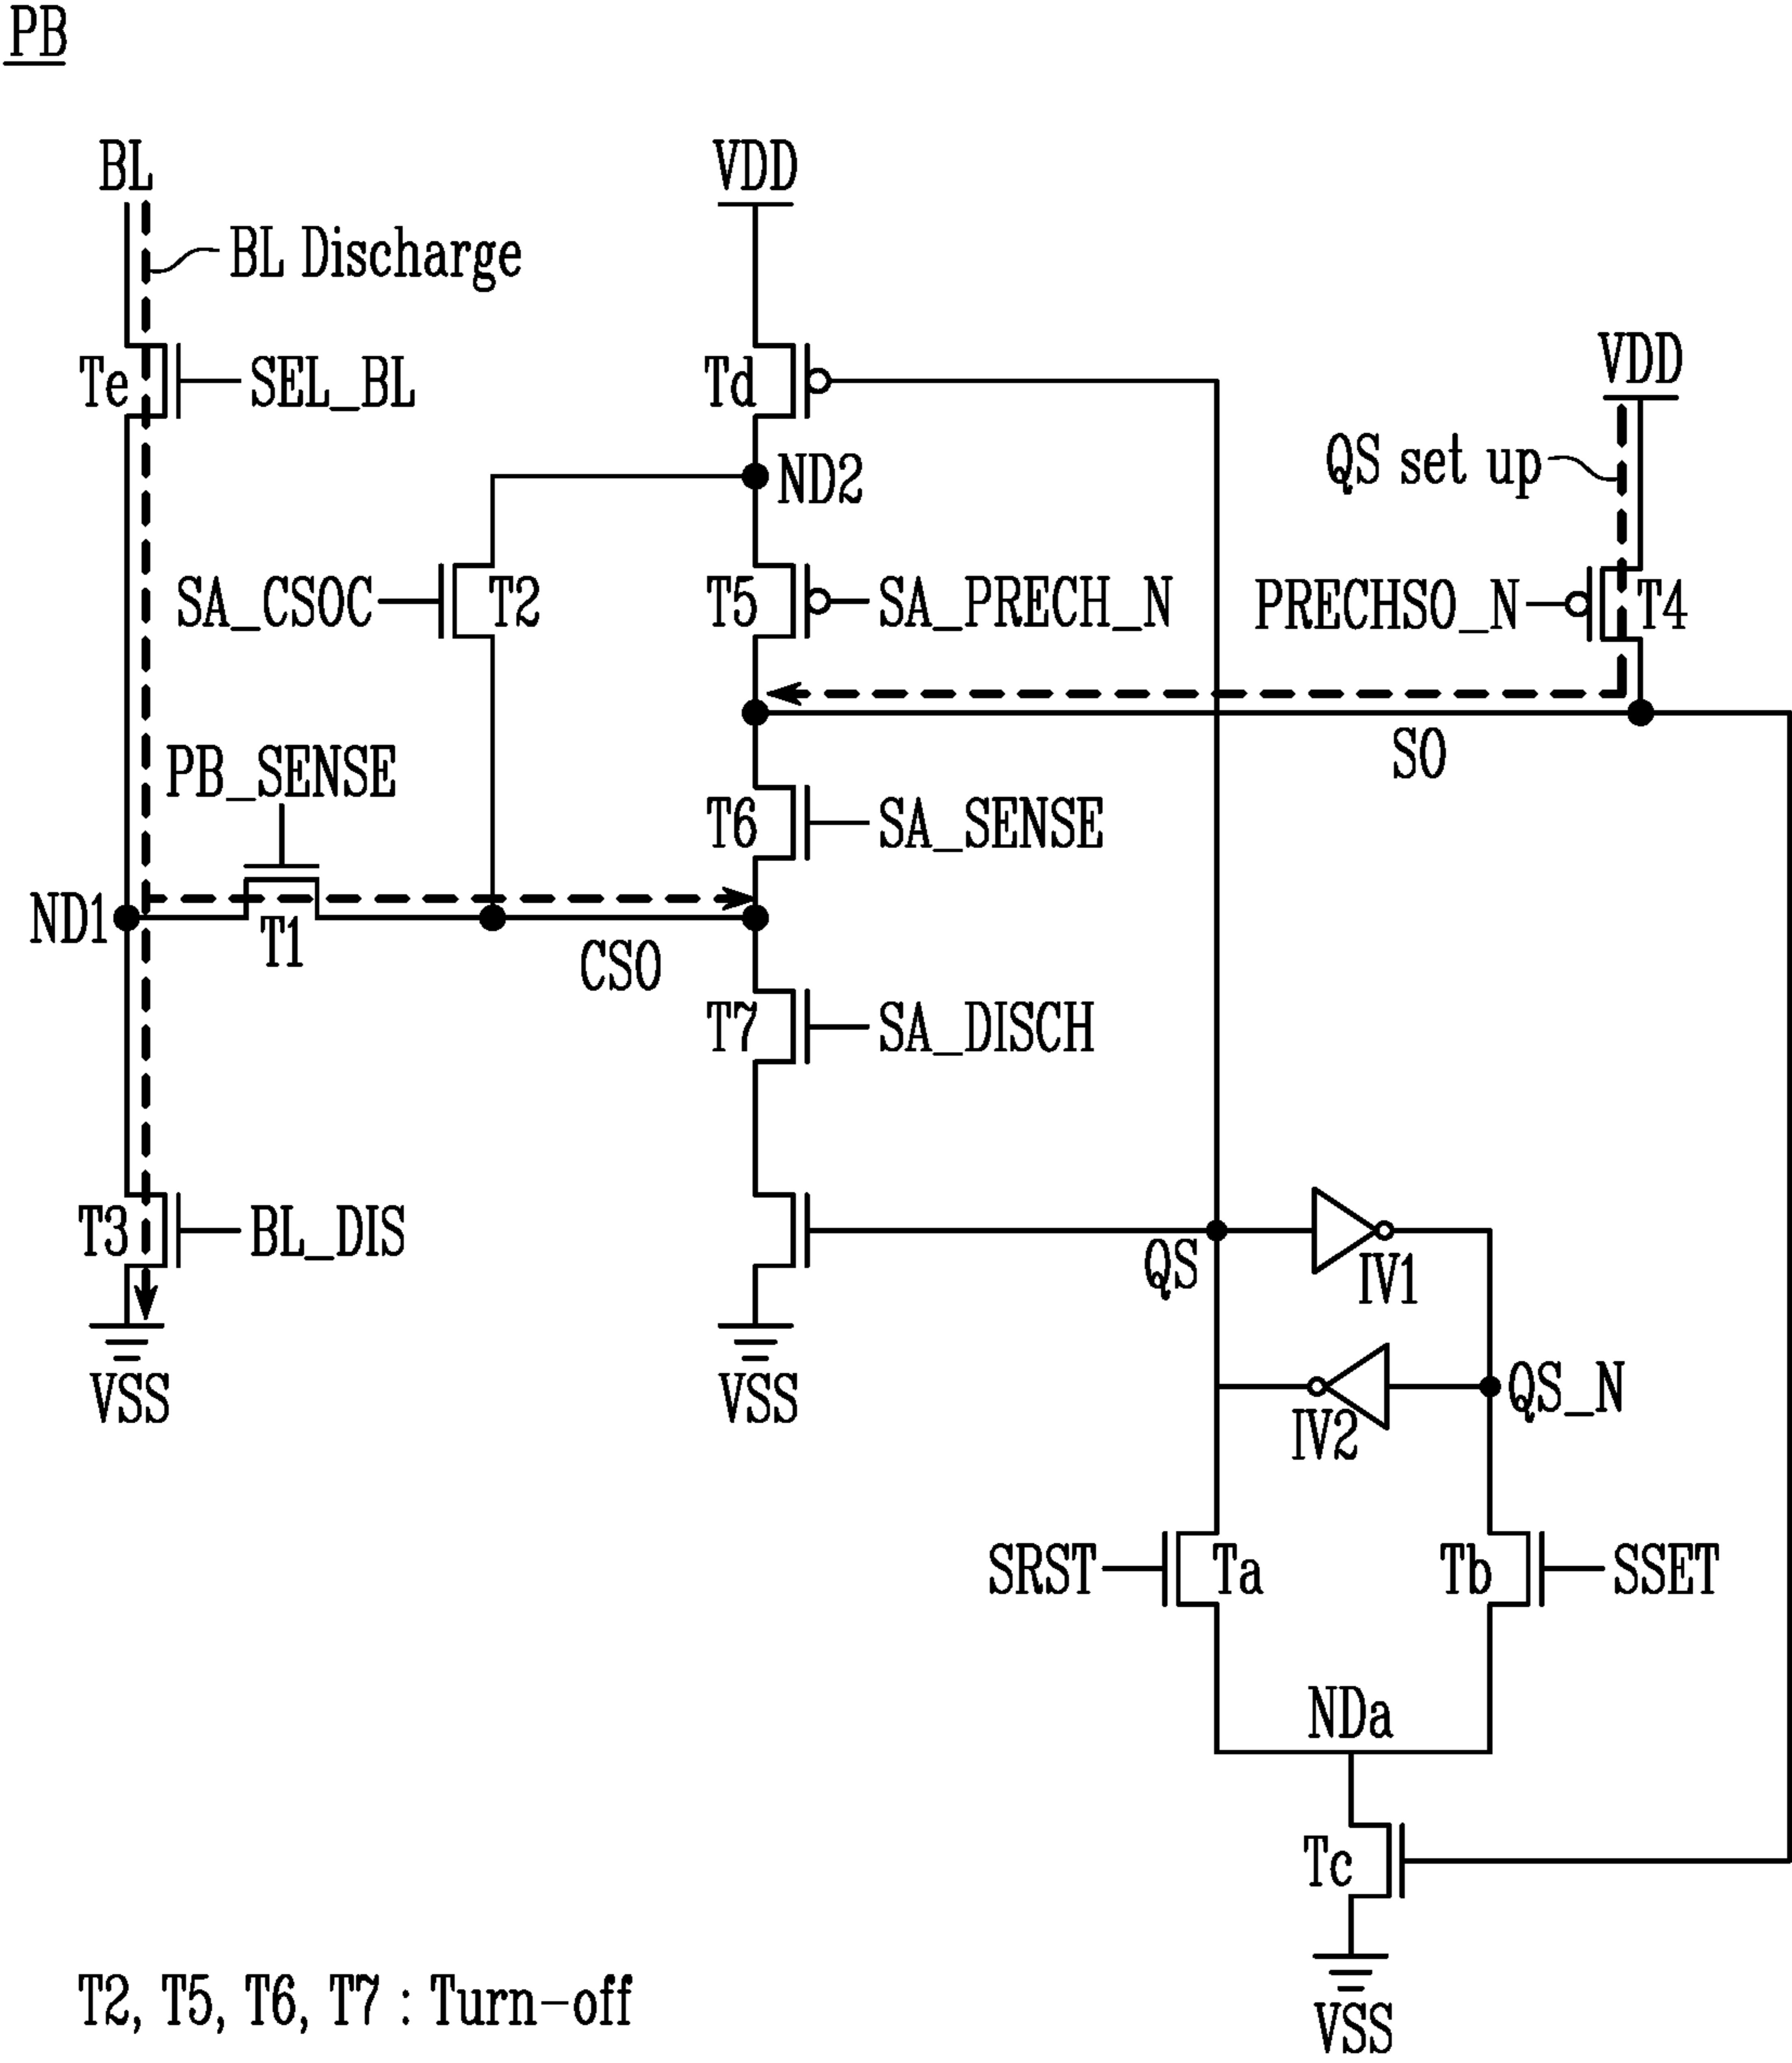 PB
BL
VDD
BL Discharge
Te
SEL_BL
Td
VDD
ND2
QS set up
SA_CSOC
T2
T5
SA_PRECH_N
PRECHSO_N
T4
SO
PB_SENSE
T6
SA_SENSE
ND1
T1
CSO
T7
SA_DISCH
T3
BL_DIS
QS
IV1
VSS
VSS
IV2
QS_N
SRST
Ta
Tb
SSET
NDa
Tc
T2, T5, T6, T7 : Turn-off
VSS